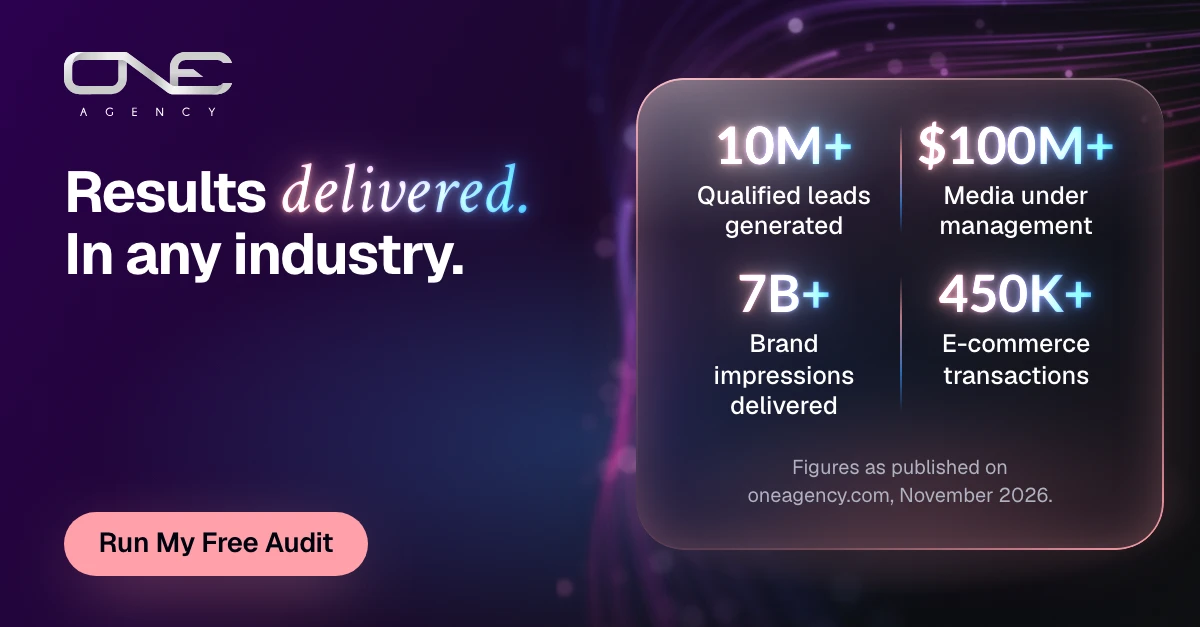 ONE
AGENCY
Results delivered.
In any industry.
Run My Free Audit
10M+
Qualified leads
generated
$100M+
Media under
management
7B+
Brand
impressions
delivered
450K+
E-commerce
transactions
Figures as published on
oneagency.com, November 2026.